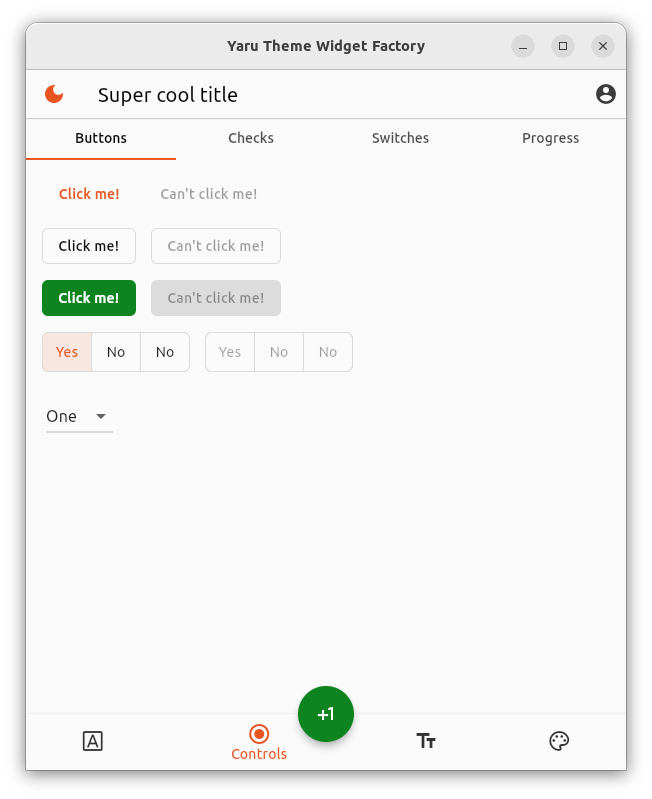 Yaru Theme Widget Factory
Super cool title
Buttons Checks Switches Progress
Click me! Can't click me!
Click me! Can't click me!
Click me! Can't click me!
Yes No No Yes No No
One
+1
A Tт
Controls